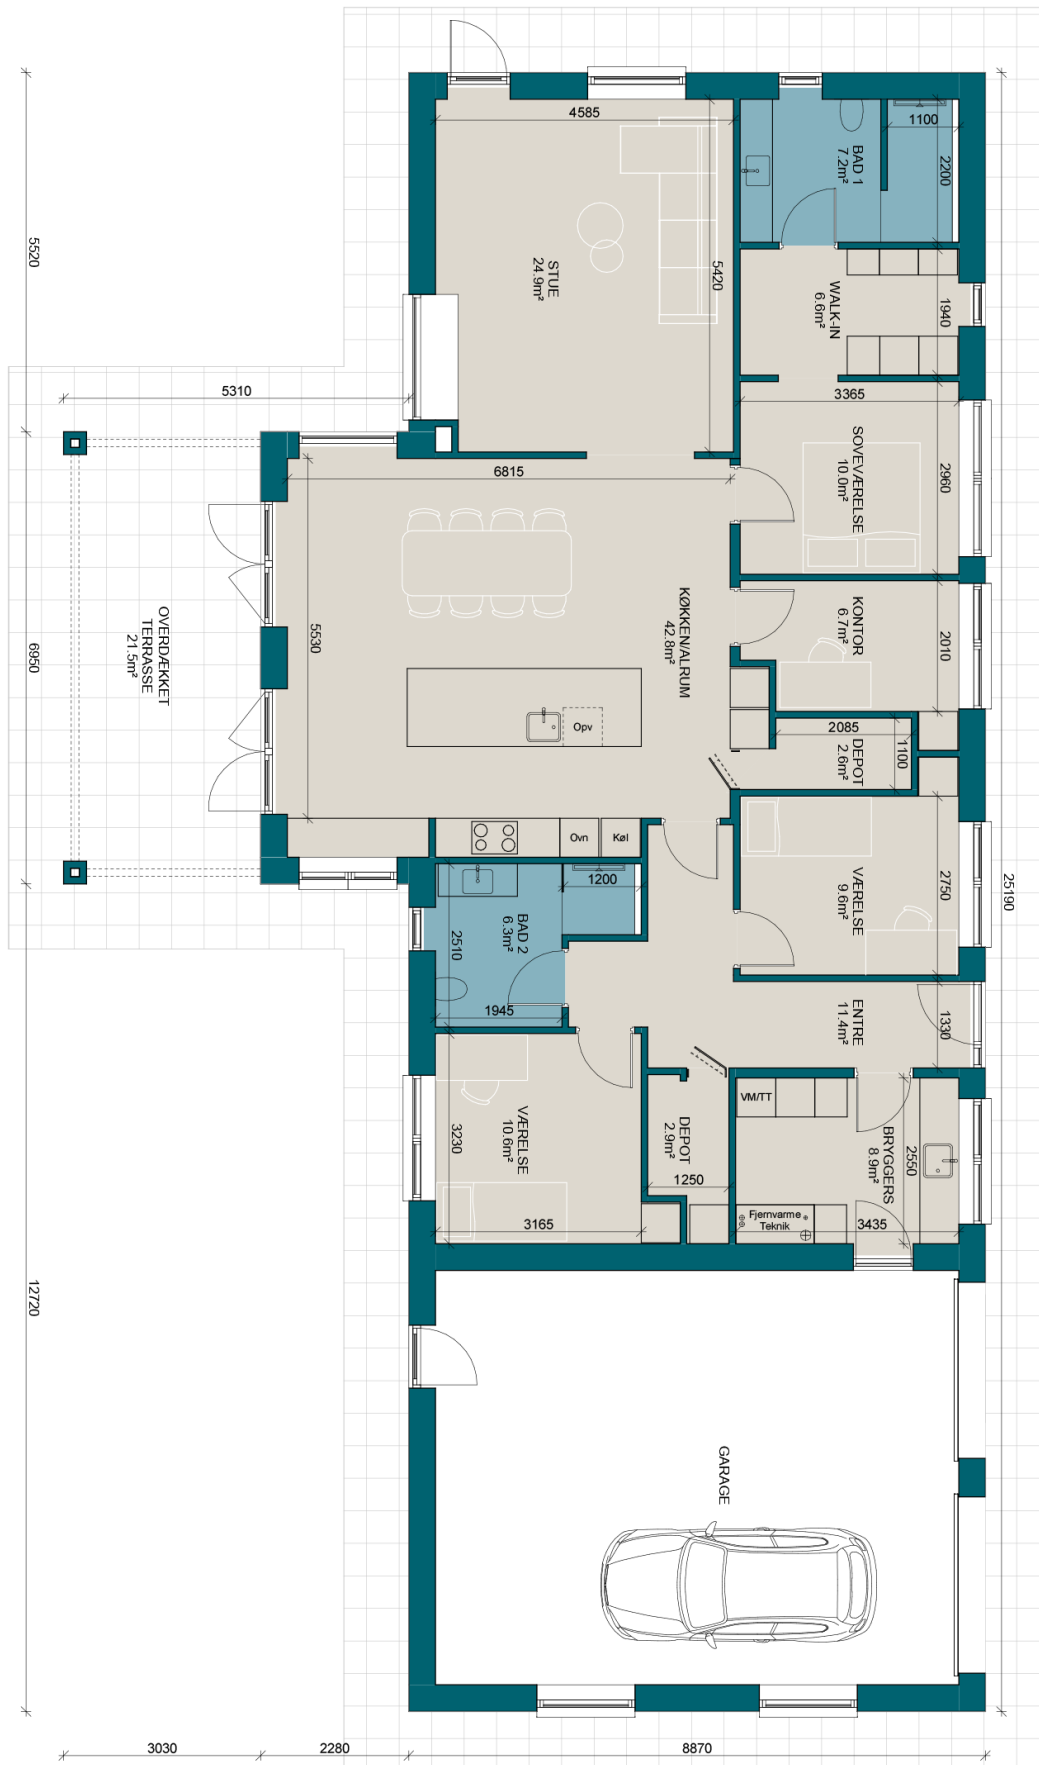 4585
1100
BAD 1
7.2m²
2200
5520
STUE
24.9m²
5420
WALK-IN
6.6m²
1940
5310
3365
SOVEVÆRELSE
10.0m²
2960
6815
KØKKEN/ALRUM
42.8m²
KONTOR
6.7m²
2010
5530
OVERDÆKKET
TERRASSE
21.5m²
6950
Opv
2085
DEPOT
2.6m²
1100
Ovn
Køl
1200
VÆRELSE
9.6m²
2750
25190
BAD 2
6.3m²
2510
1945
ENTRE
11.4m²
1330
VM/TT
VÆRELSE
10.6m²
3230
DEPOT
2.9m²
BRYGGERS
8.9m²
2550
1250
3165
Fjernvarme
Teknik
3435
12720
GARAGE
3030
2280
8870